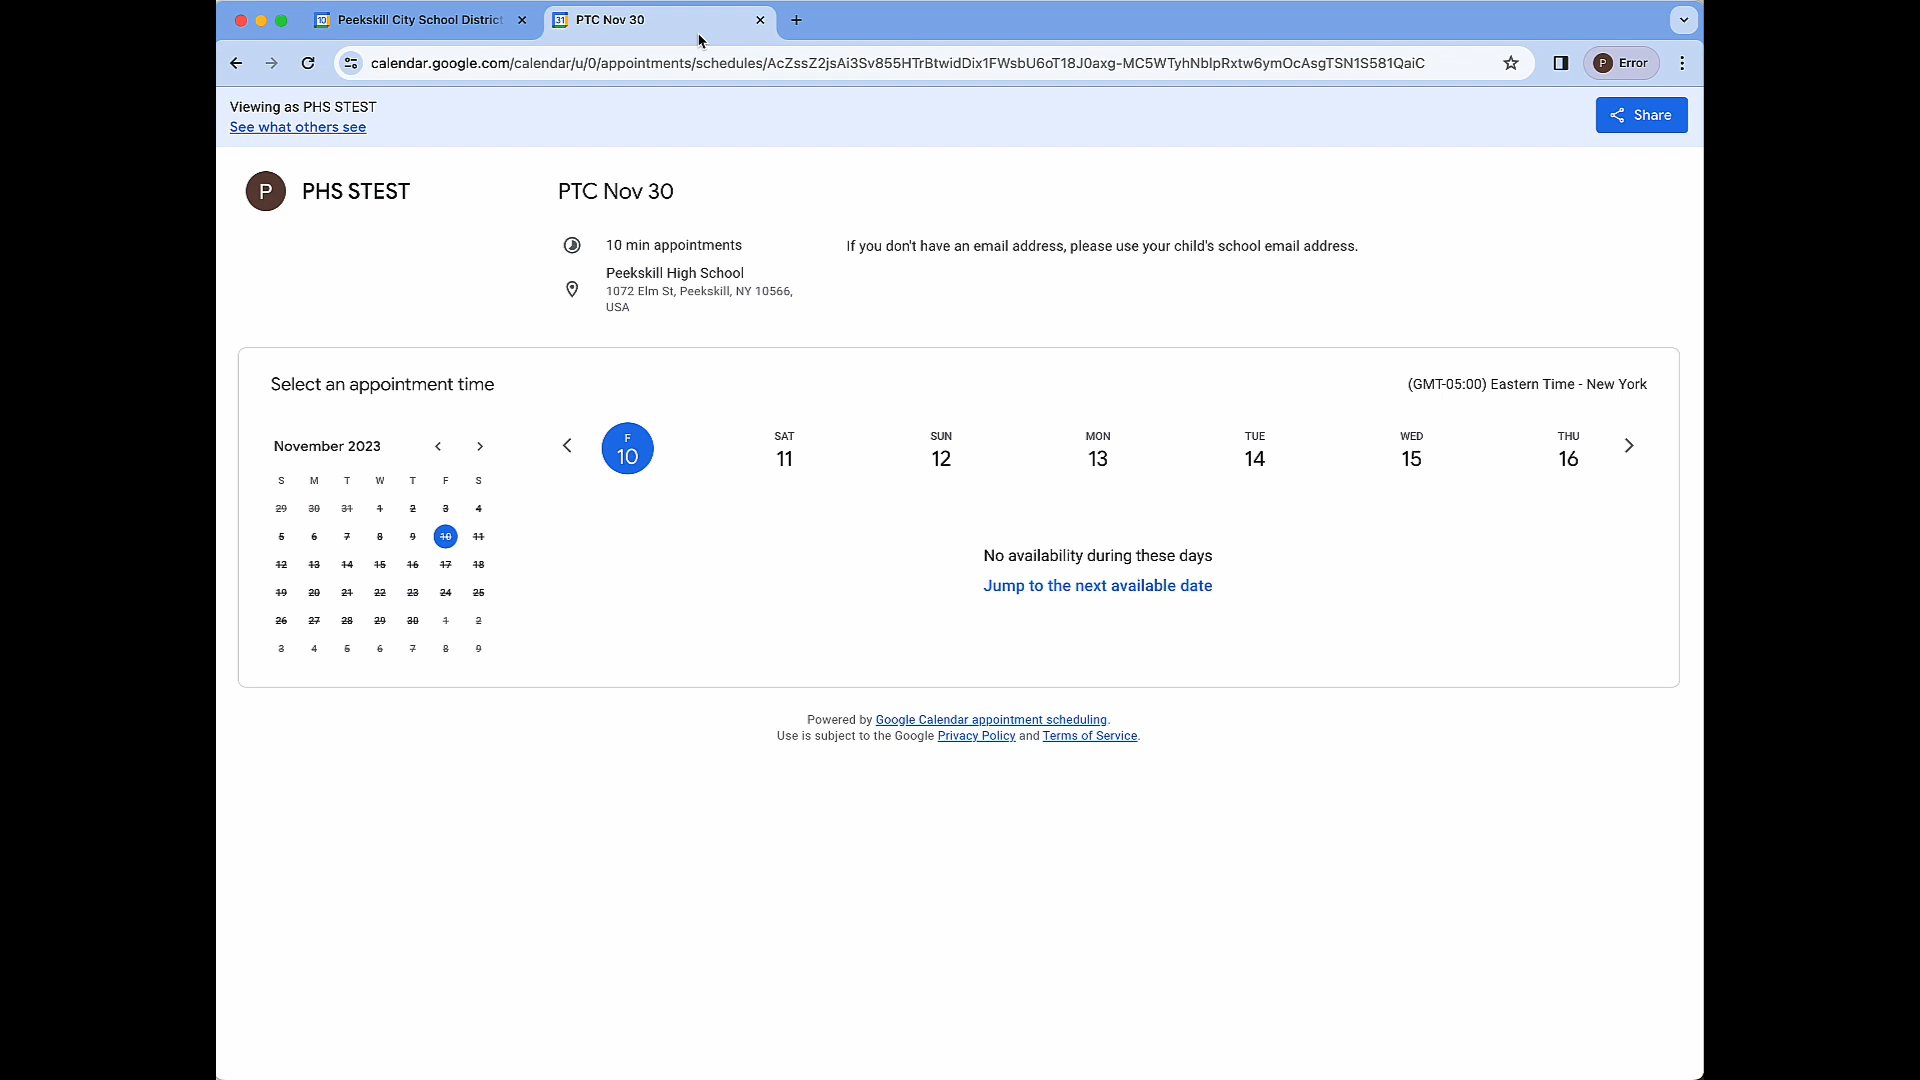 Peekskill City School District
PTC Nov 30
calendar.google.com/calendar/u/0/appointments/schedules/AcZssZ2jsAi3Sv855HTrBtwidDix1FWsbU6oT18J0axg-MC5WTyhNblpRxtw6ymOcAsgTSN1S581QaiC
P Error
Viewing as PHS STEST
See what others see
Share
P
PHS STEST
PTC Nov 30
10 min appointments
If you don't have an email address, please use your child's school email address.
Peekskill High School
1072 Elm St, Peekskill, NY 10566,
USA
Select an appointment time
(GMT-05:00) Eastern Time - New York
November 2023
F SAT SUN MON TUE WED THU
10 11 12 13 14 15 16
S M T W T F S
29 30 31 1 2 3 4
5 6 7 8 9 10 11
12 13 14 15 16 17 18
19 20 21 22 23 24 25
26 27 28 29 30 1 2
3 4 5 6 7 8 9
No availability during these days
Jump to the next available date
Powered by Google Calendar appointment scheduling.
Use is subject to the Google Privacy Policy and Terms of Service.